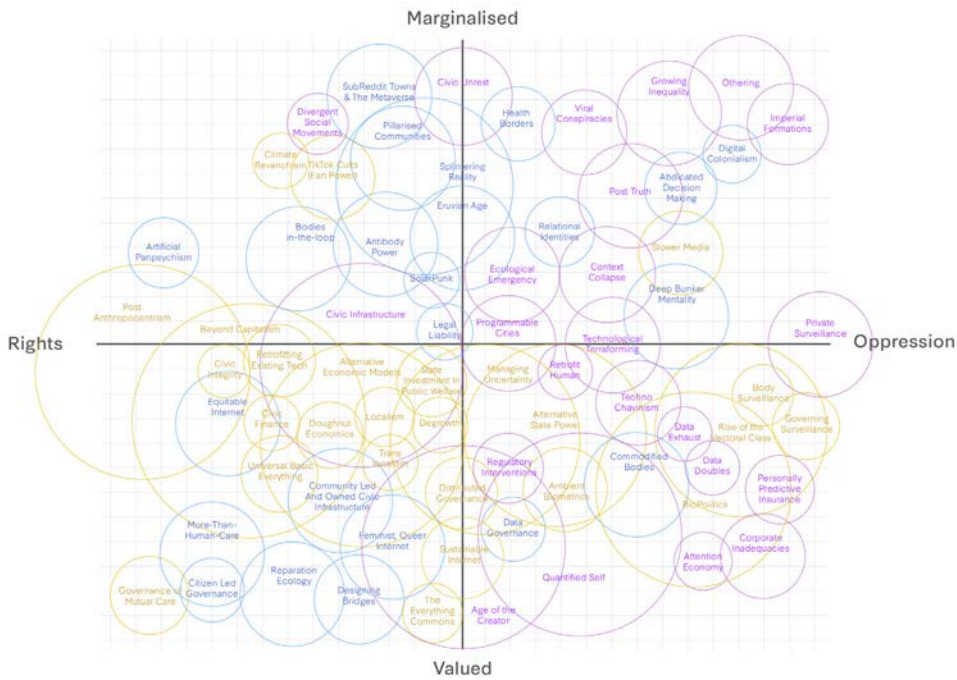 Marginalised
SubReddit Towns
& The Metaverse
Civic Unrest
Growing
Inequality
Othering
Divergent
Social
Movements
Pillarised
Communities
Health
Borders
Viral
Conspiracies
Imperial
Formations
Climate
Revanchism
TikTok Cults
(Fan Power)
Splintering
Reality
Digital
Colonialism
Post Truth
Abdicated
Decision
Making
Eruvian Age
Bodies
in-the-loop
Antibody
Power
Relational
Identities
Slower Media
Artificial
Panpsychism
SolarPunk
Ecological
Emergency
Context
Collapse
Deep Bunker
Mentality
Post
Anthropocentrism
Civic Infrastructure
Legal
Liability
Programmable
Cities
Private
Surveillance
Beyond Capitalism
Technological
Terraforming
Rights
Oppression
Civic
Integrity
Retrofitting
Existing Tech
Alternative
Economic Models
State
Investment In
Public Welfare
Managing
Uncertainty
Retrofit
Human
Body
Surveillance
Equitable
Internet
Civic
Finance
Doughnut
Economics
Localism
Degrowth
Alternative
State Power
Techno
Chavinism
Data
Exhaust
Rise of the
Vectoral Class
Governing
Surveillance
Universal Basic
Everything
Trans
Regulatory
Interventions
Commodified
Bodies
Data
Doubles
Personally
Predictive
Insurance
Community Led
And Owned Civic
Infrastructure
Distributed
Governance
Ambient
Biometrics
BioPolitics
More-Than-
Human-Care
Feminist, Queer
Internet
Data
Governance
Corporate
Inadequacies
Sustainable
Internet
Attention
Economy
Governance of
Mutual Care
Citizen Led
Governance
Reparation
Ecology
Designing
Bridges
Quantified Self
The
Everything
Commons
Age of the
Creator
Valued